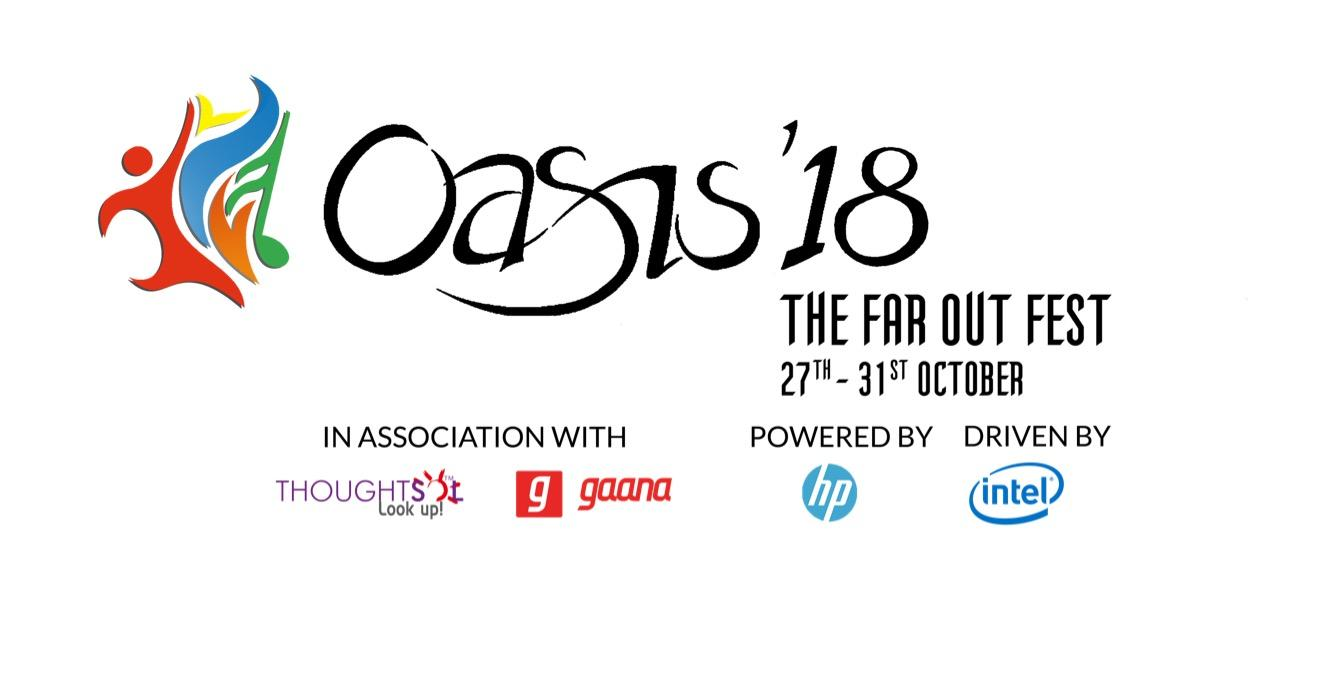 Oasis '18
THE FAR OUT FEST
27TH - 31ST OCTOBER
IN ASSOCIATION WITH
POWERED BY
DRIVEN BY
THOUGHTSOL™
Look up!
g gaana
hp
intel®